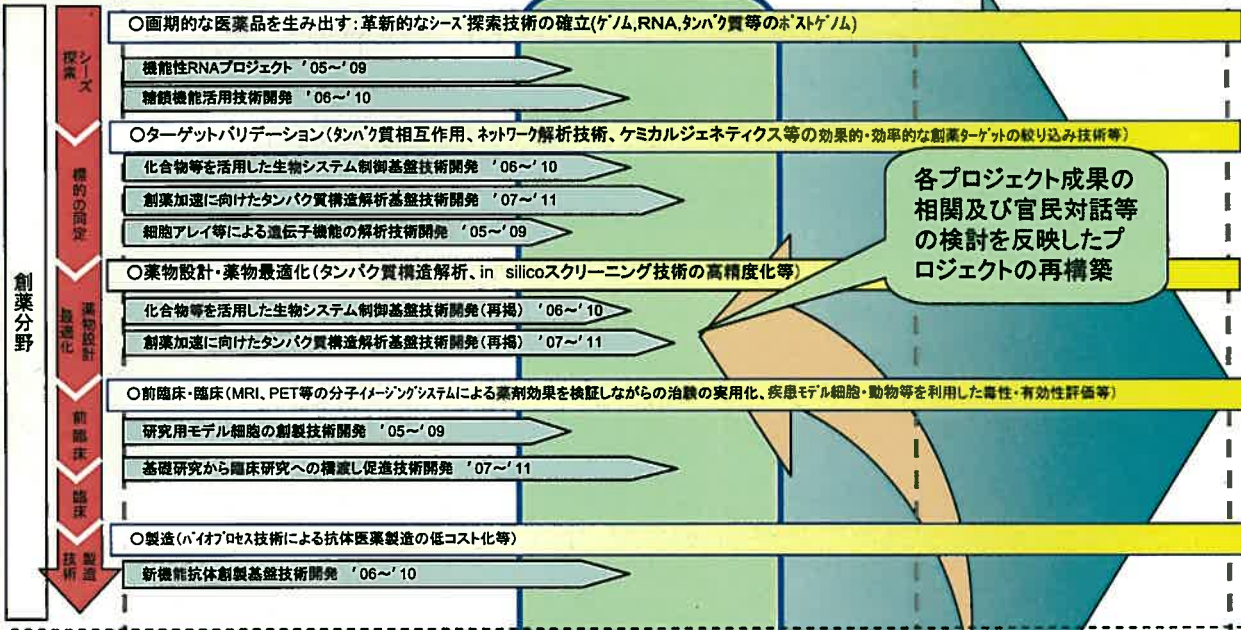 創薬分野
シーズ
探索
○画期的な医薬品を生み出す:革新的なシーズ探索技術の確立(ゲノム,RNA,タンパク質等のポストゲノム)
機能性RNAプロジェクト '05~'09
糖鎖機能活用技術開発 '06~'10
標的の同定
○ターゲットバリデーション(タンパク質相互作用、ネットワーク解析技術、ケミカルジェネティクス等の効果的・効率的な創薬ターゲットの絞り込み技術等)
化合物等を活用した生物システム制御基盤技術開発 '06~'10
創薬加速に向けたタンパク質構造解析基盤技術開発 '07~'11
細胞アレイ等による遺伝子機能の解析技術開発 '05~'09
各プロジェクト成果の
相関及び官民対話等
の検討を反映したプ
ロジェクトの再構築
薬物設計
最適化
○薬物設計・薬物最適化(タンパク質構造解析、in silicoスクリーニング技術の高精度化等)
化合物等を活用した生物システム制御基盤技術開発(再掲) '06~'10
創薬加速に向けたタンパク質構造解析基盤技術開発(再掲) '07~'11
前臨床
臨床
○前臨床・臨床(MRI、PET等の分子イメージングシステムによる薬剤効果を検証しながらの治験の実用化、疾患モデル細胞・動物等を利用した毒性・有効性評価等)
研究用モデル細胞の創製技術開発 '05~'09
基礎研究から臨床研究への橋渡し促進技術開発 '07~'11
製造
技術
○製造(バイオプロセス技術による抗体医薬製造の低コスト化等)
新機能抗体創製基盤技術開発 '06~'10